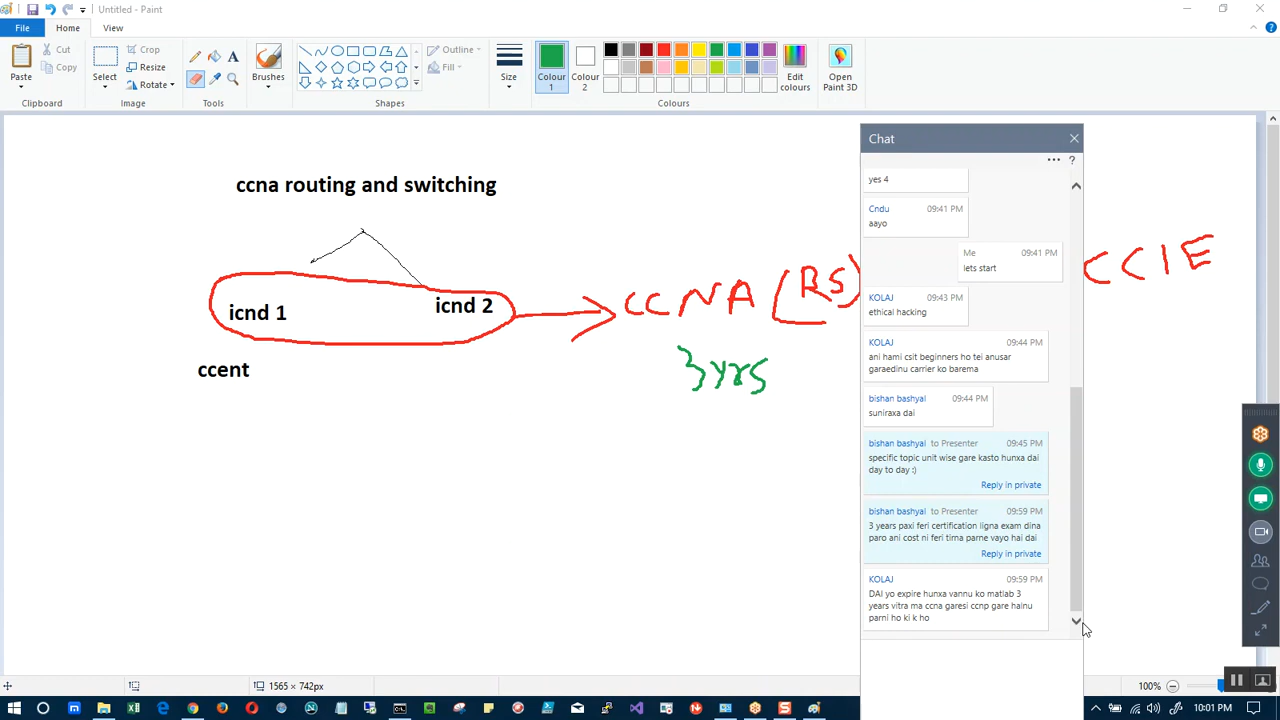 Untitled - Paint
File Home View
Paste
Cut
Copy
Clipboard
Select
Crop
Resize
Rotate
Image
Tools
Brushes
Shapes
Outline
Fill
Size
Colour 1
Colour 2
Colours
Edit colours
Open Paint 3D
ccna routing and switching
icnd 1
icnd 2
CCNA (RS)
CCIE
ccent
3yrs
Chat
yes 4
Cndu 09:41 PM
aayo
Me 09:41 PM
lets start
KOLAJ 09:43 PM
ethical hacking
KOLAJ 09:44 PM
ani hami csit beginners ho tei anusar
garaedinu carrier ko barema
bishan bashyal 09:44 PM
suniraxa dai
bishan bashyal to Presenter 09:45 PM
specific topic unit wise gare kasto hunxa dai
day to day :)
Reply in private
bishan bashyal to Presenter 09:59 PM
3 years paxi feri certification ligna exam dina
paro ani cost ni feri tirna parne vayo hai dai
Reply in private
KOLAJ 09:59 PM
DAI yo expire hunxa vannu ko matlab 3
years vitra ma ccna garesi ccnp gare hainu
parni ho ki k ho
1565 × 742px
100%
10:01 PM